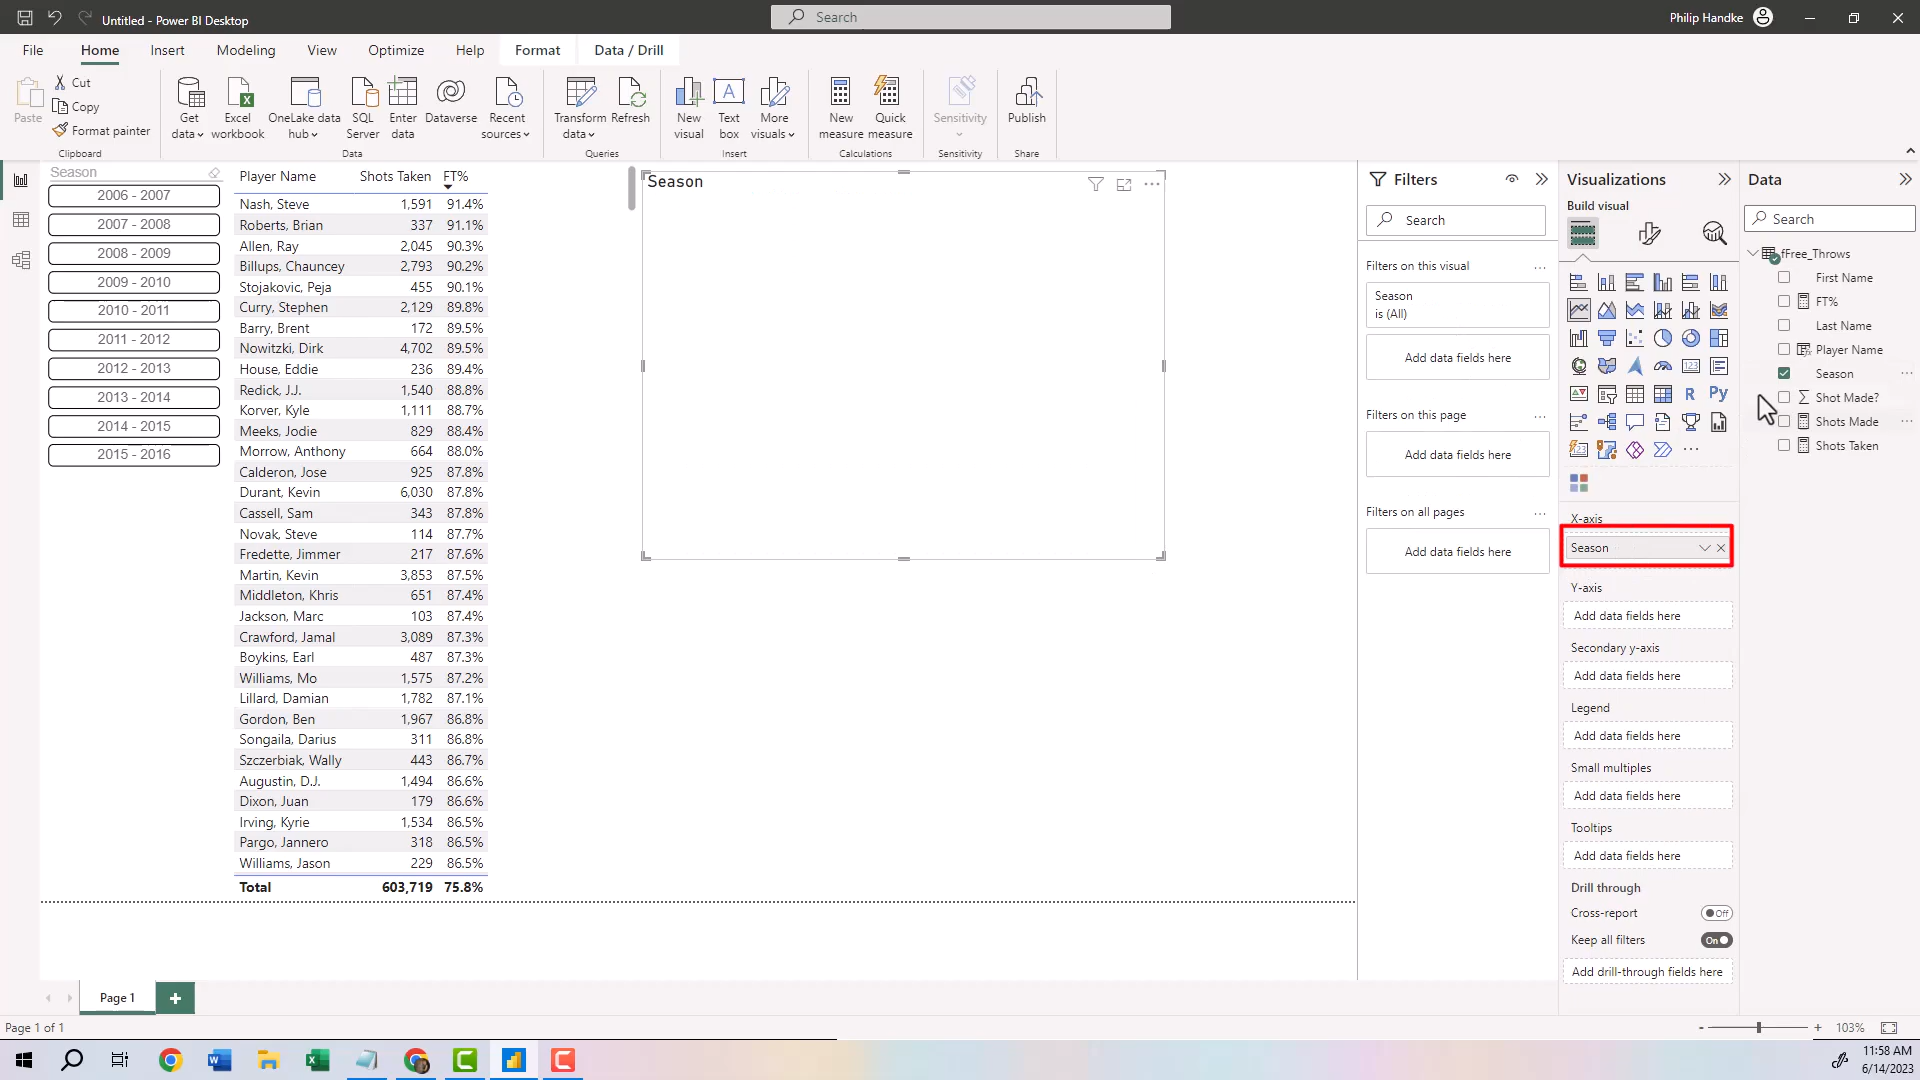 Untitled - Power BI Desktop
Search
Philip Handke
File
Home
Insert
Modeling
View
Optimize
Help
Format
Data / Drill
Paste
Cut
Copy
Format painter
Clipboard
Get data
Excel workbook
OneLake data hub
SQL Server
Enter data
Dataverse
Recent sources
Data
Transform data
Refresh
Queries
New visual
Text box
More visuals
Insert
New measure
Quick measure
Calculations
Sensitivity
Sensitivity
Publish
Share
Season
2006 - 2007
2007 - 2008
2008 - 2009
2009 - 2010
2010 - 2011
2011 - 2012
2012 - 2013
2013 - 2014
2014 - 2015
2015 - 2016
Player Name Shots Taken FT%
Nash, Steve 1,591 91.4%
Roberts, Brian 337 91.1%
Allen, Ray 2,045 90.3%
Billups, Chauncey 2,793 90.2%
Stojakovic, Peja 455 90.1%
Curry, Stephen 2,129 89.8%
Barry, Brent 172 89.5%
Nowitzki, Dirk 4,702 89.5%
House, Eddie 236 89.4%
Redick, J.J. 1,540 88.8%
Korver, Kyle 1,111 88.7%
Meeks, Jodie 829 88.4%
Morrow, Anthony 664 88.0%
Calderon, Jose 925 87.8%
Durant, Kevin 6,030 87.8%
Cassell, Sam 343 87.8%
Novak, Steve 114 87.7%
Fredette, Jimmer 217 87.6%
Martin, Kevin 3,853 87.5%
Middleton, Khris 651 87.4%
Jackson, Marc 103 87.4%
Crawford, Jamal 3,089 87.3%
Boykins, Earl 487 87.3%
Williams, Mo 1,575 87.2%
Lillard, Damian 1,782 87.1%
Gordon, Ben 1,967 86.8%
Songaila, Darius 311 86.8%
Szczerbiak, Wally 443 86.7%
Augustin, D.J. 1,494 86.6%
Dixon, Juan 179 86.6%
Irving, Kyrie 1,534 86.5%
Pargo, Jannero 318 86.5%
Williams, Jason 229 86.5%
Total 603,719 75.8%
Season
Filters
Search
Filters on this visual
Season
is (All)
Add data fields here
Filters on this page
Add data fields here
Filters on all pages
Add data fields here
Visualizations
Build visual
123
R
Py
X-axis
Season
Y-axis
Add data fields here
Secondary y-axis
Add data fields here
Legend
Add data fields here
Small multiples
Add data fields here
Tooltips
Add data fields here
Drill through
Cross-report Off
Keep all filters On
Add drill-through fields here
Data
Search
fFree_Throws
First Name
FT%
Last Name
Player Name
Season
Shot Made?
Shots Made
Shots Taken
Page 1
Page 1 of 1
- + 103%
11:58 AM
6/14/2023